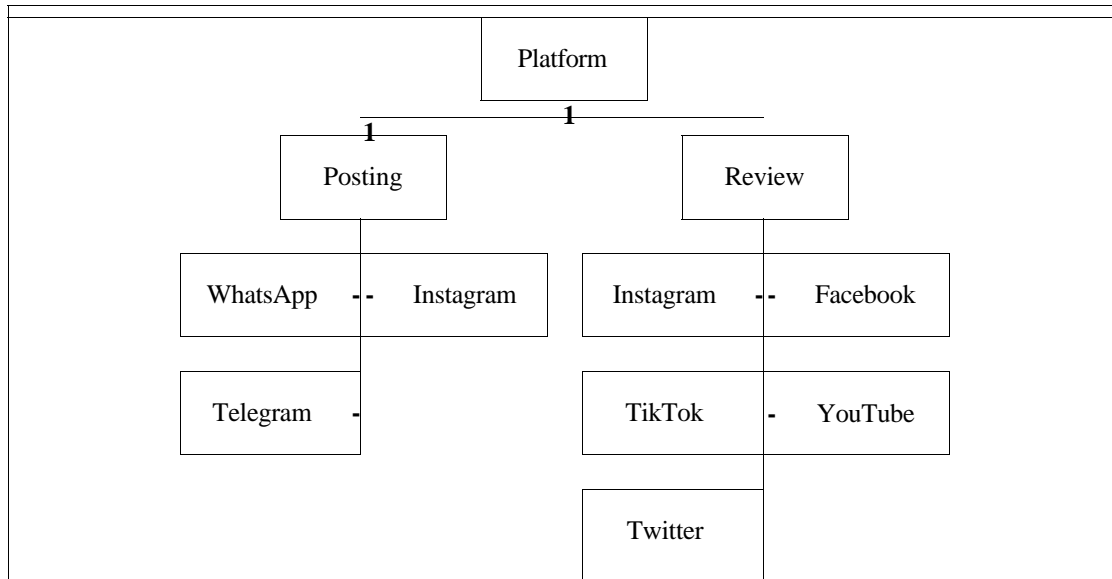 Platform
1
1
Posting Review
WhatsApp -- Instagram Instagram -- Facebook
Telegram - TikTok - YouTube
Twitter